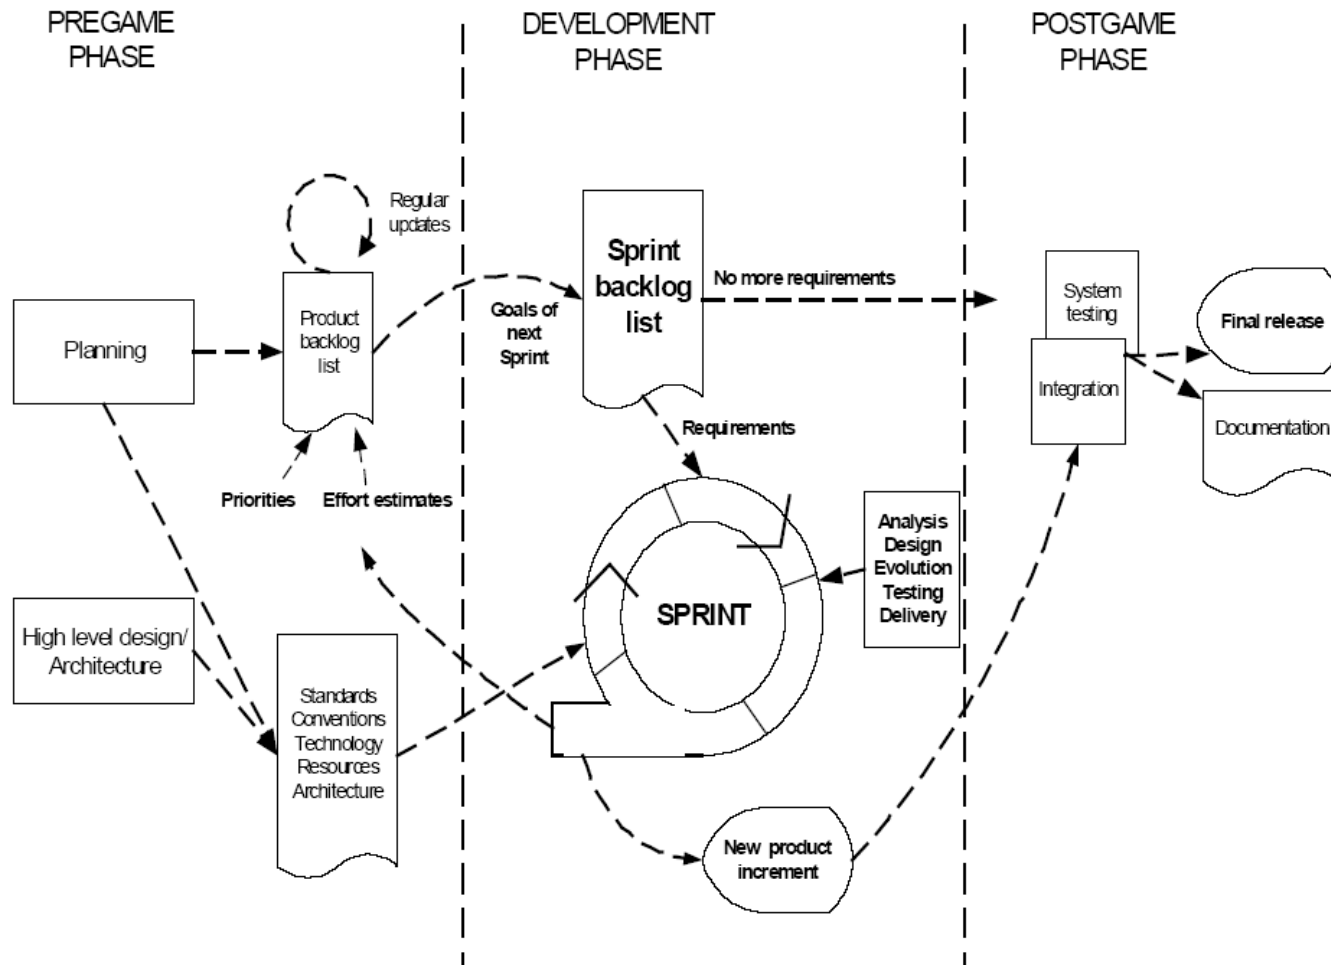 PREGAME
PHASE
DEVELOPMENT
PHASE
POSTGAME
PHASE
Regular
updates
Planning
Product
backlog
list
Goals of
next
Sprint
Sprint
backlog
list
No more requirements
System
testing
Integration
Final release
Documentation
Priorities
Effort estimates
Requirements
High level design/
Architecture
Standards
Conventions
Technology
Resources
Architecture
SPRINT
Analysis
Design
Evolution
Testing
Delivery
New product
increment